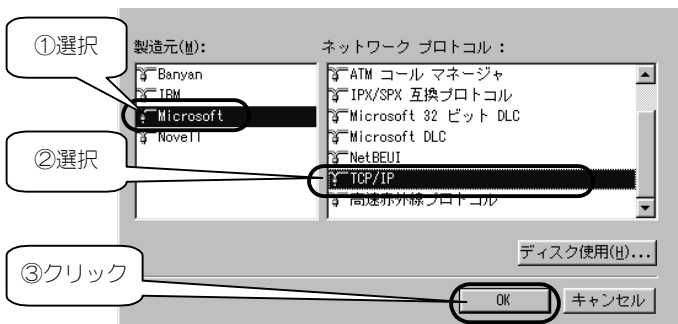 ①選択
製造元(M):
ネットワーク プロトコル :
Banyan
IBM
Microsoft
Novell
ATM コール マネージャ
IPX/SPX 互換プロトコル
Microsoft 32 ビット DLC
Microsoft DLC
NetBEUI
TCP/IP
高速赤外線プロトコル
②選択
ディスク使用(H)...
③クリック
OK
キャンセル